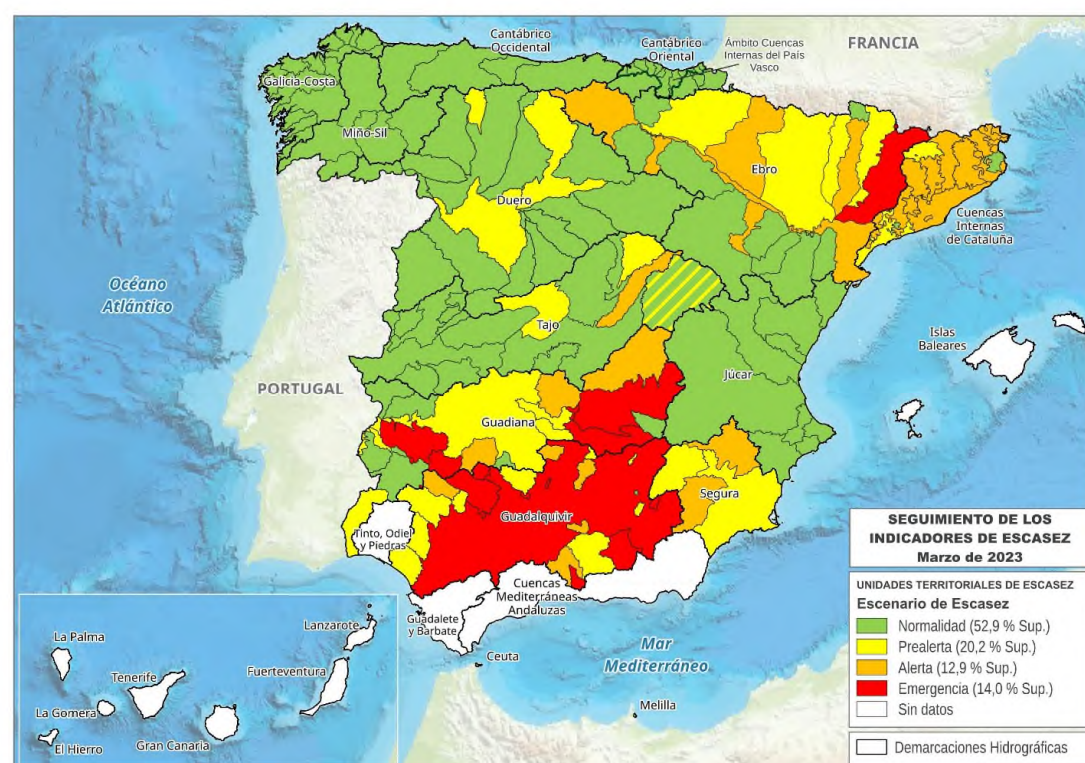 Cantábrico
Occidental
Cantábrico
Oriental
Ámbito Cuencas
Internas del País
Vasco
FRANCIA
Galicia-Costa
Miño-Sil
Ebro
Duero
Cuencas
Internas
de Cataluña
Océano
Atlántico
Tajo
Islas
Baleares
Júcar
PORTUGAL
Guadiana
Segura
Guadalquivir
Tinto, Odiel
y Piedras
Cuencas
Mediterráneas
Andaluzas
Guadalete
y Barbate
Ceuta
Mar
Mediterráneo
Melilla
La Palma
Lanzarote
Tenerife
Fuerteventura
La Gomera
El Hierro
Gran Canaria
SEGUIMIENTO DE LOS
INDICADORES DE ESCASEZ
Marzo de 2023
UNIDADES TERRITORIALES DE ESCASEZ
Escenario de Escasez
Normalidad (52,9 % Sup.)
Prealerta (20,2 % Sup.)
Alerta (12,9 % Sup.)
Emergencia (14,0 % Sup.)
Sin datos
Demarcaciones Hidrográficas